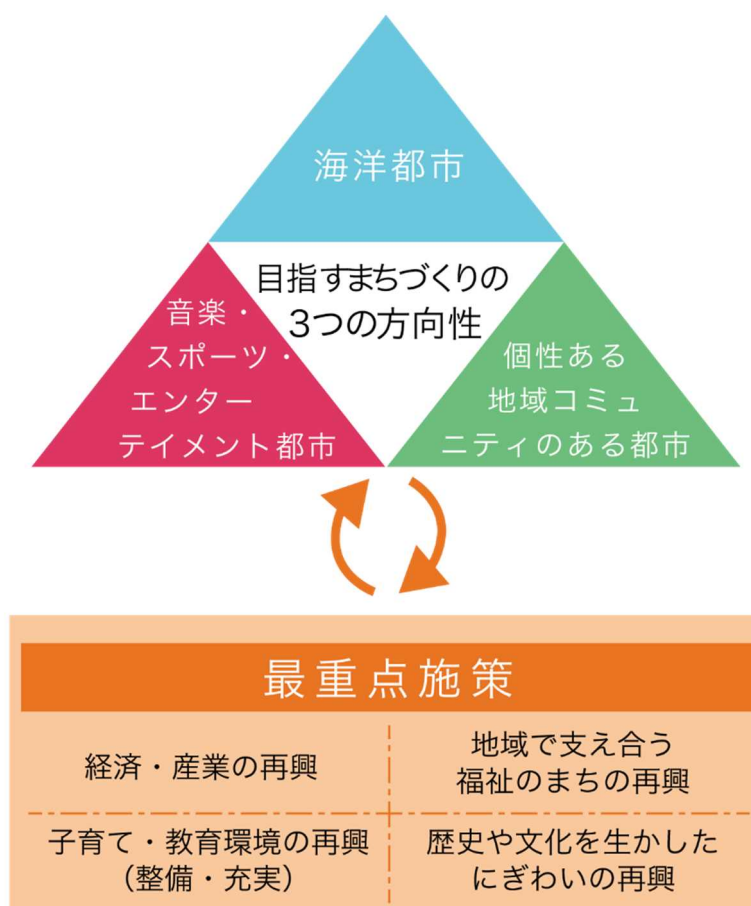 海洋都市
目指すまちづくりの
3つの方向性
音楽・
スポーツ・
エンター
テイメント都市
個性ある
地域コミュ
ニティのある都市
最重点施策
経済・産業の再興
地域で支え合う
福祉のまちの再興
子育て・教育環境の再興
（整備・充実）
歴史や文化を生かした
にぎわいの再興